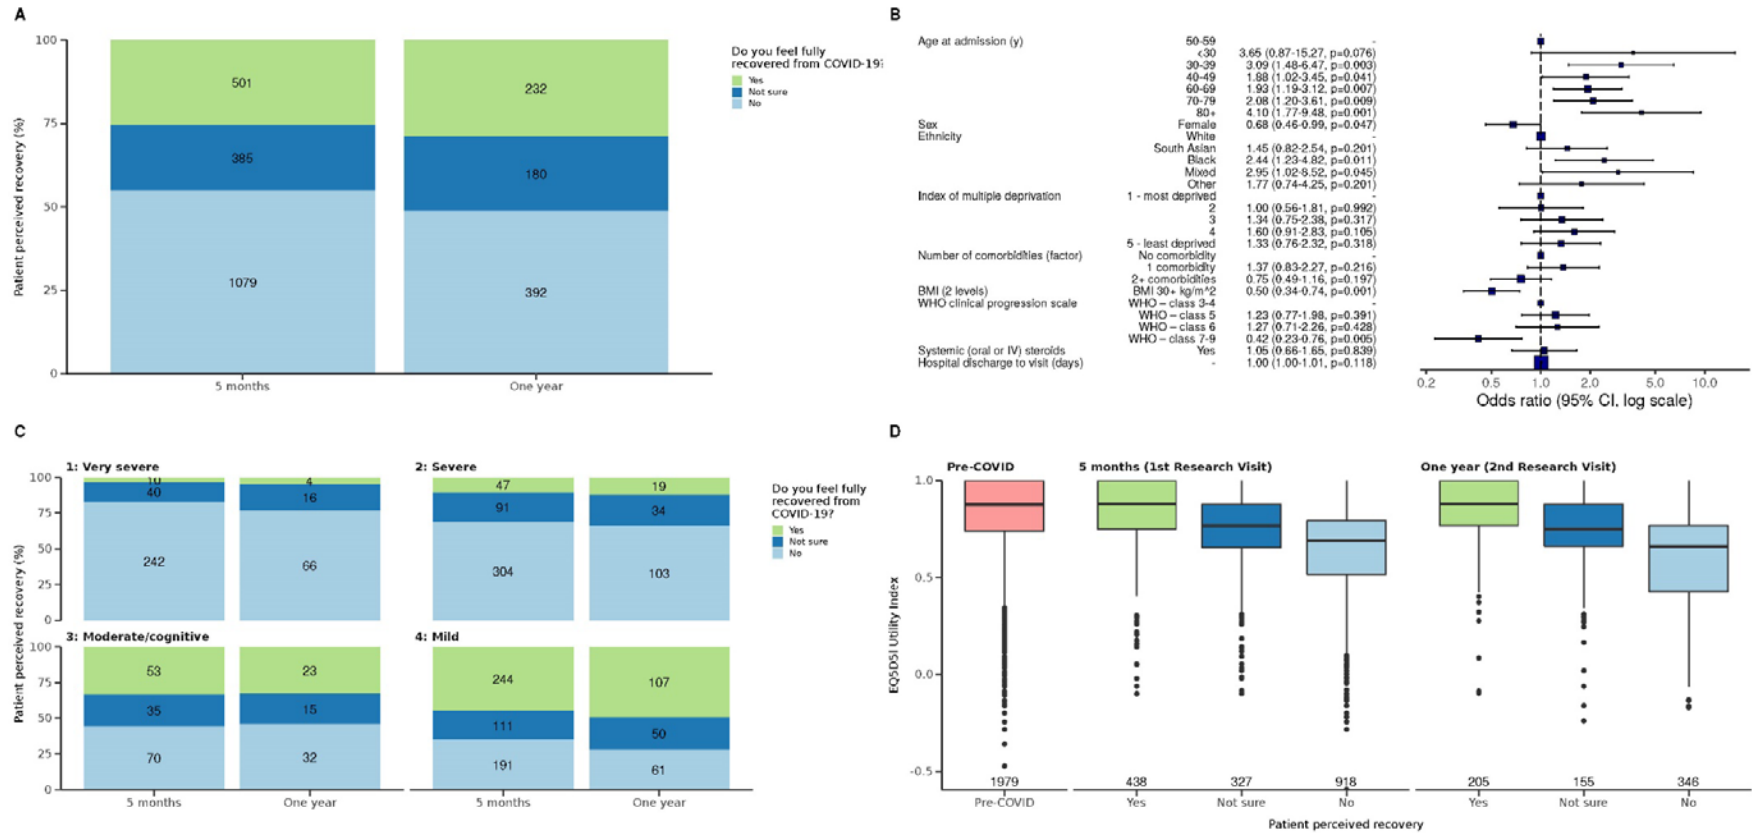 A
100
75
50
25
0
Patient perceived recovery (%)
501
385
1079
232
180
392
5 months
One year
Do you feel fully
recovered from COVID-19?
Yes
Not sure
No
B
Age at admission (y) 50-59 -
<30 3.65 (0.87-15.27, p=0.076)
30-39 3.09 (1.48-6.47, p=0.003)
40-49 1.88 (1.02-3.45, p=0.041)
60-69 1.93 (1.19-3.12, p=0.007)
70-79 2.08 (1.20-3.61, p=0.009)
80+ 4.10 (1.77-9.48, p=0.001)
Sex Female 0.68 (0.46-0.99, p=0.047)
Ethnicity White -
South Asian 1.45 (0.82-2.54, p=0.201)
Black 2.44 (1.23-4.82, p=0.011)
Mixed 2.95 (1.02-8.52, p=0.045)
Other 1.77 (0.74-4.25, p=0.201)
Index of multiple deprivation 1 - most deprived -
2 1.00 (0.56-1.81, p=0.992)
3 1.34 (0.75-2.38, p=0.317)
4 1.60 (0.91-2.83, p=0.105)
5 - least deprived 1.33 (0.76-2.32, p=0.318)
Number of comorbidities (factor) No comorbidity -
1 comorbidity 1.37 (0.83-2.27, p=0.216)
2+ comorbidities 0.75 (0.49-1.16, p=0.197)
BMI (2 levels) BMI 30+ kg/m^2 0.50 (0.34-0.74, p=0.001)
WHO clinical progression scale WHO – class 3-4 -
WHO – class 5 1.23 (0.77-1.98, p=0.391)
WHO – class 6 1.27 (0.71-2.26, p=0.428)
WHO – class 7-9 0.42 (0.23-0.76, p=0.005)
Systemic (oral or IV) steroids Yes 1.05 (0.66-1.65, p=0.839)
Hospital discharge to visit (days) - 1.00 (1.00-1.01, p=0.118)
0.2 0.5 1.0 2.0 5.0 10.0
Odds ratio (95% CI, log scale)
C
Patient perceived recovery (%)
1: Very severe
100
75
50
25
0
10
40
242
4
16
66
2: Severe
47
91
304
19
34
103
3: Moderate/cognitive
100
75
50
25
0
53
35
70
23
15
32
4: Mild
244
111
191
107
50
61
5 months
One year
5 months
One year
Do you feel fully
recovered from
COVID-19?
Yes
Not sure
No
D
Pre-COVID
5 months (1st Research Visit)
One year (2nd Research Visit)
1.0
0.5
0.0
-0.5
EQ5D5l Utility Index
1979 438 327 918 205 155 346
Pre-COVID Yes Not sure No Yes Not sure No
Patient perceived recovery